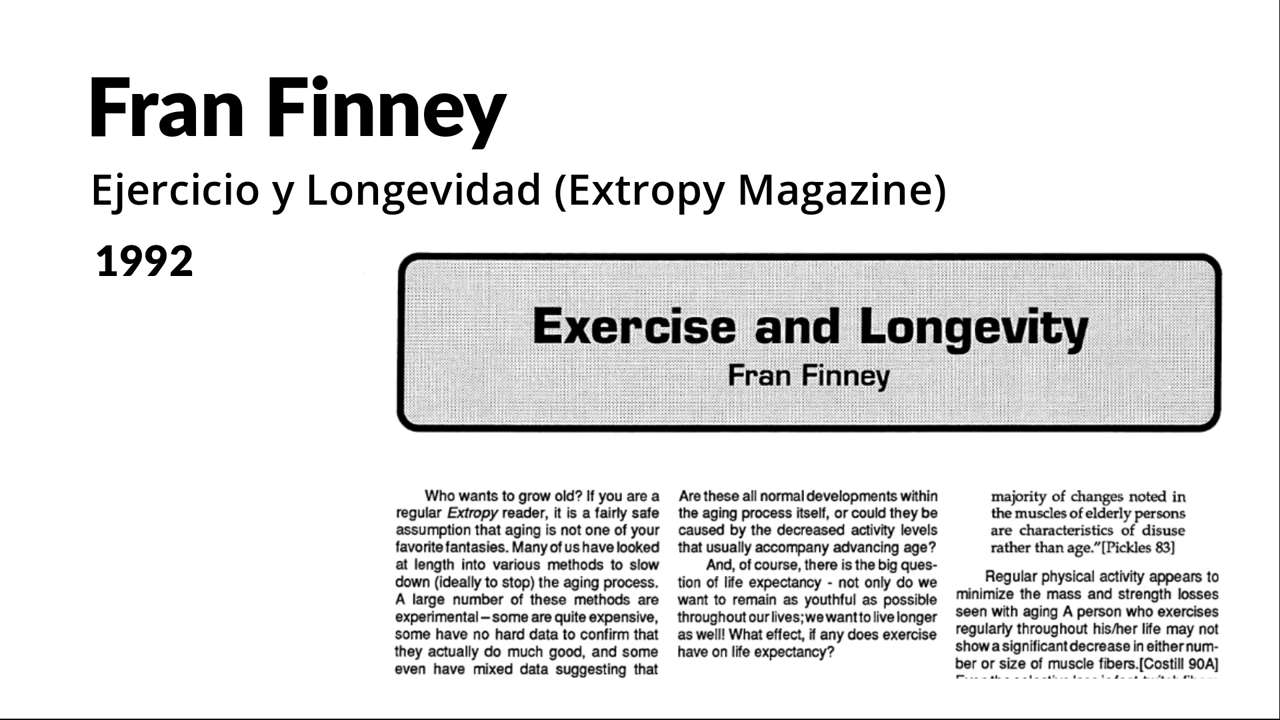 Fran Finney
Ejercicio y Longevidad (Extropy Magazine)
1992
Exercise and Longevity
Fran Finney
Who wants to grow old? If you are a
regular Extropy reader, it is a fairly safe
assumption that aging is not one of your
favorite fantasies. Many of us have looked
at length into various methods to slow
down (ideally to stop) the aging process.
A large number of these methods are
experimental – some are quite expensive,
some have no hard data to confirm that
they actually do much good, and some
even have mixed data suggesting that
Are these all normal developments within
the aging process itself, or could they be
caused by the decreased activity levels
that usually accompany advancing age?
And, of course, there is the big ques-
tion of life expectancy - not only do we
want to remain as youthful as possible
throughout our lives; we want to live longer
as well! What effect, if any does exercise
have on life expectancy?
majority of changes noted in
the muscles of elderly persons
are characteristics of disuse
rather than age."[Pickles 83]
Regular physical activity appears to
minimize the mass and strength losses
seen with aging A person who exercises
regularly throughout his/her life may not
show a significant decrease in either num-
ber or size of muscle fibers.[Costill 90A]